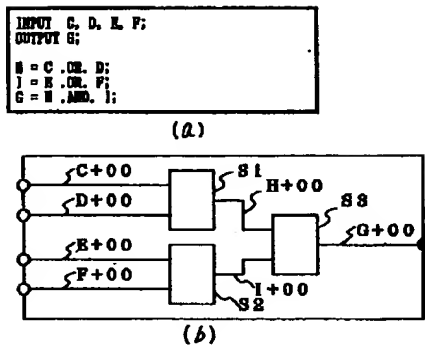 INPUT C, D, E, F;
OUTPUT G;
H = C .OR. D;
I = E .OR. F;
G = H .AND. I;
(a)
C+00
S1
D+00
H+00
S3
G+00
E+00
F+00
I+00
S2
(b)